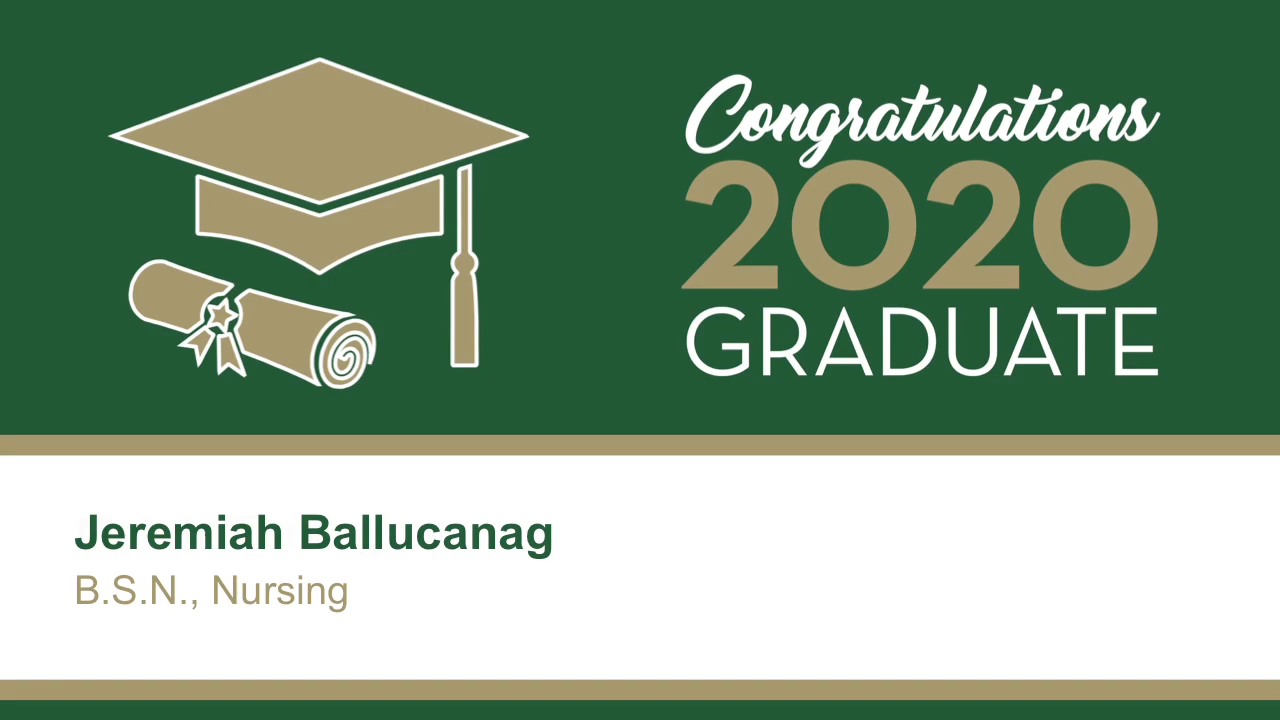 Congratulations
2020
GRADUATE
Jeremiah Ballucanag
B.S.N., Nursing